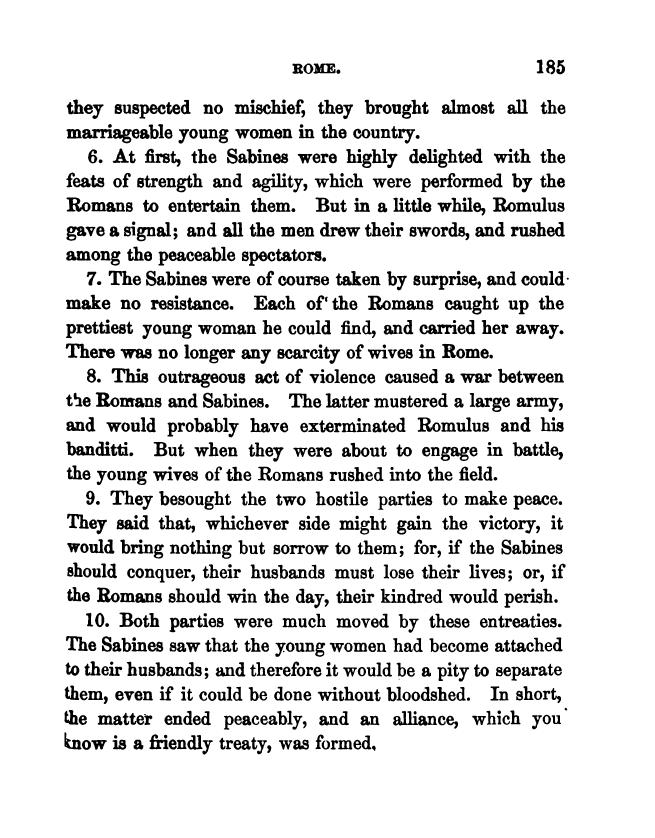 ROME. 185
they suspected no mischief, they brought almost all the
marriageable young women in the country.
6. At first, the Sabines were highly delighted with the
feats of strength and agility, which were performed by the
Romans to entertain them. But in a little while, Romulus
gave a signal; and all the men drew their swords, and rushed
among the peaceable spectators.
7. The Sabines were of course taken by surprise, and could
make no resistance. Each of the Romans caught up the
prettiest young woman he could find, and carried her away.
There was no longer any scarcity of wives in Rome.
8. This outrageous act of violence caused a war between
the Romans and Sabines. The latter mustered a large army,
and would probably have exterminated Romulus and his
banditti. But when they were about to engage in battle,
the young wives of the Romans rushed into the field.
9. They besought the two hostile parties to make peace.
They said that, whichever side might gain the victory, it
would bring nothing but sorrow to them; for, if the Sabines
should conquer, their husbands must lose their lives; or, if
the Romans should win the day, their kindred would perish.
10. Both parties were much moved by these entreaties.
The Sabines saw that the young women had become attached
to their husbands; and therefore it would be a pity to separate
them, even if it could be done without bloodshed. In short,
the matter ended peaceably, and an alliance, which you
know is a friendly treaty, was formed.